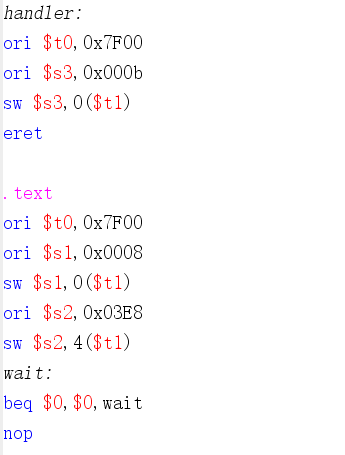 handler:
ori $t0,0x7F00
ori $s3,0x000b
sw $s3,0($t1)
eret
.text
ori $t0,0x7F00
ori $s1,0x0008
sw $s1,0($t1)
ori $s2,0x03E8
sw $s2,4($t1)
wait:
beq $0,$0,wait
nop